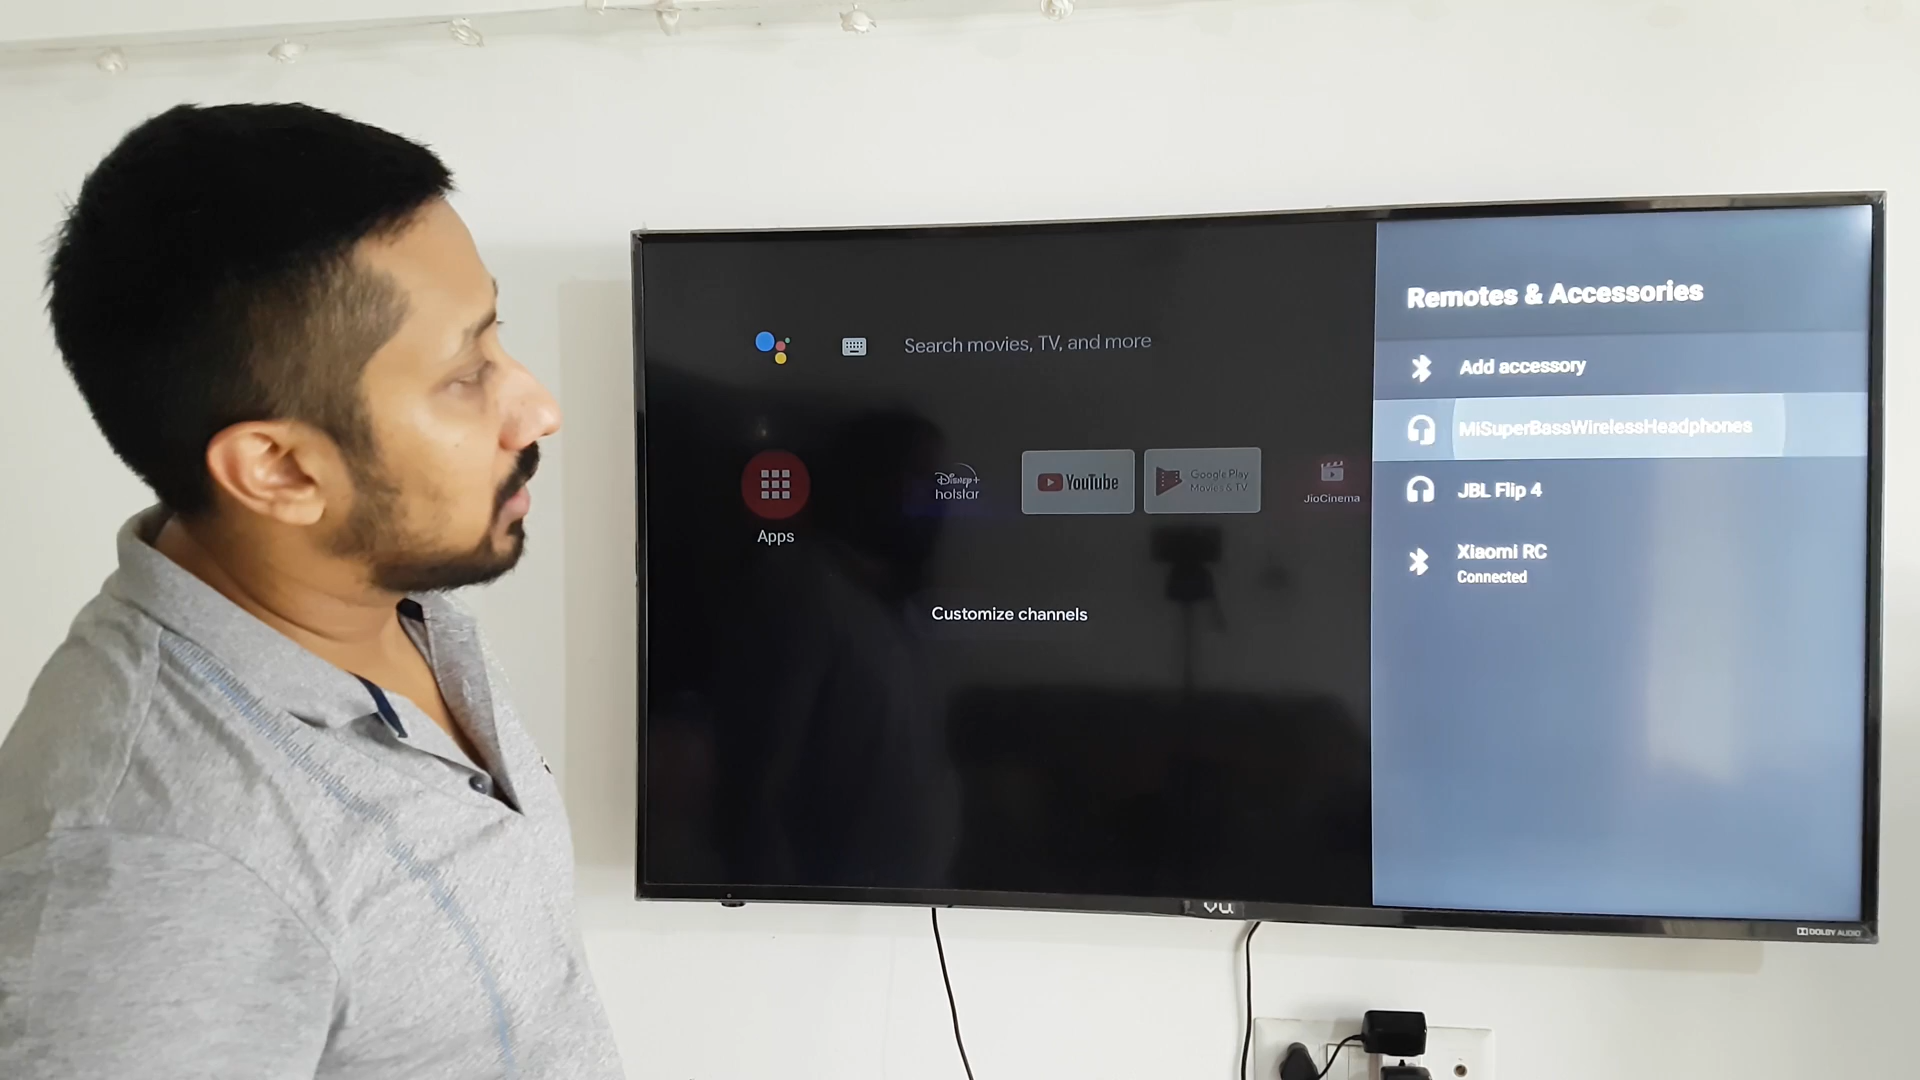 Search movies, TV, and more
Apps
Disney+
hotstar
YouTube
Google Play
Movies & TV
JioCinema
Customize channels
Remotes & Accessories
Add accessory
MiSuperBassWirelessHeadphones
JBL Flip 4
Xiaomi RC
Connected
Vu
DOLBY AUDIO